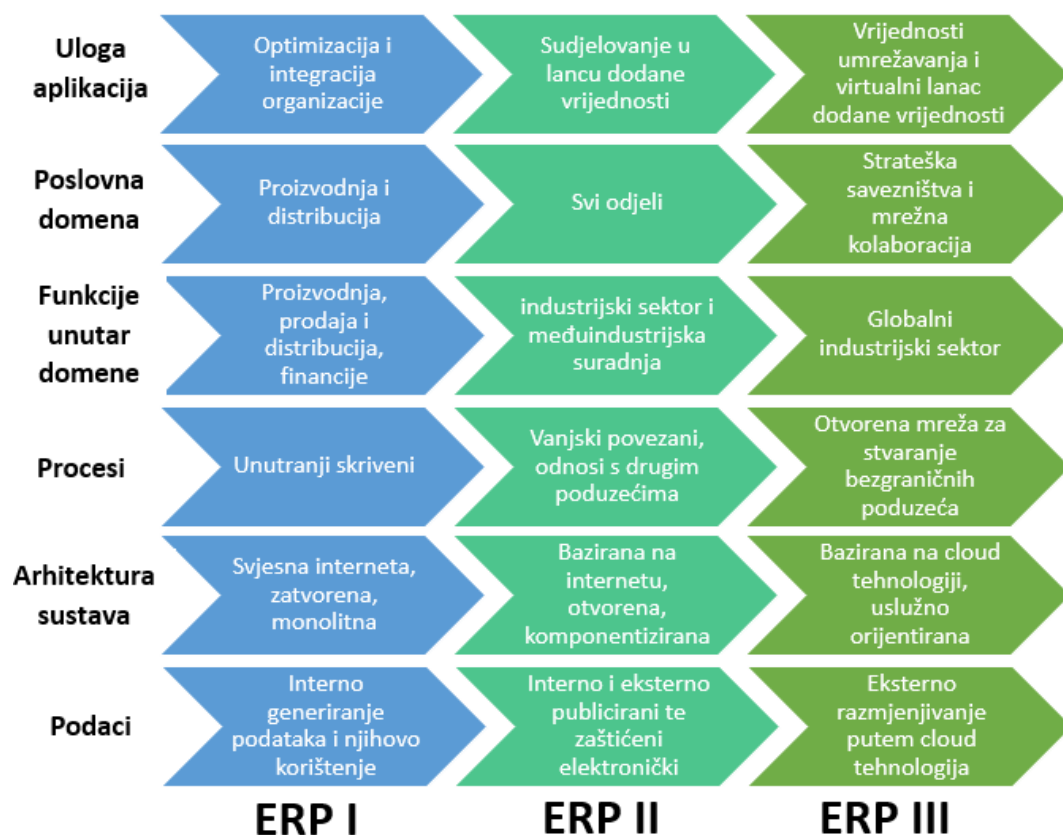 Uloga
aplikacija
Optimizacija i
integracija
organizacije
Sudjelovanje u
lancu dodane
vrijednosti
Vrijednosti
umrežavanja i
virtualni lanac
dodane vrijednosti
Poslovna
domena
Proizvodnja i
distribucija
Svi odjeli
Strateška
savezništva i
mrežna
kolaboracija
Funkcije
unutar
domene
Proizvodnja,
prodaja i
distribucija,
financije
industrijski sektor i
međuindustrijska
suradnja
Globalni
industrijski sektor
Procesi
Unutranji skriveni
Vanjski povezani,
odnosi s drugim
poduzećima
Otvorena mreža za
stvaranje
bezgraničnih
poduzeća
Arhitektura
sustava
Svjesna interneta,
zatvorena,
monolitna
Bazirana na
internetu,
otvorena,
komponentizirana
Bazirana na cloud
tehnologiji,
uslužno
orijentirana
Podaci
Interno
generiranje
podataka i njihovo
korištenje
Interno i eksterno
publicirani te
zaštićeni
elektronički
Eksterno
razmjenjivanje
putem cloud
tehnologija
ERP I
ERP II
ERP III